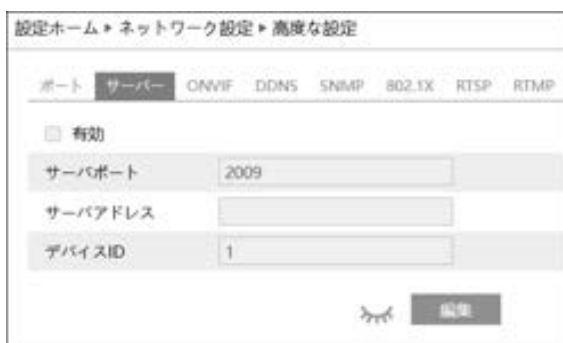 設定ホーム ▸ ネットワーク設定 ▸ 高度な設定
ポート サーバー ONVIF DDNS SNMP 802.1X RTSP RTMP
有効
サーバポート 2009
サーバアドレス
デバイスID 1
編集